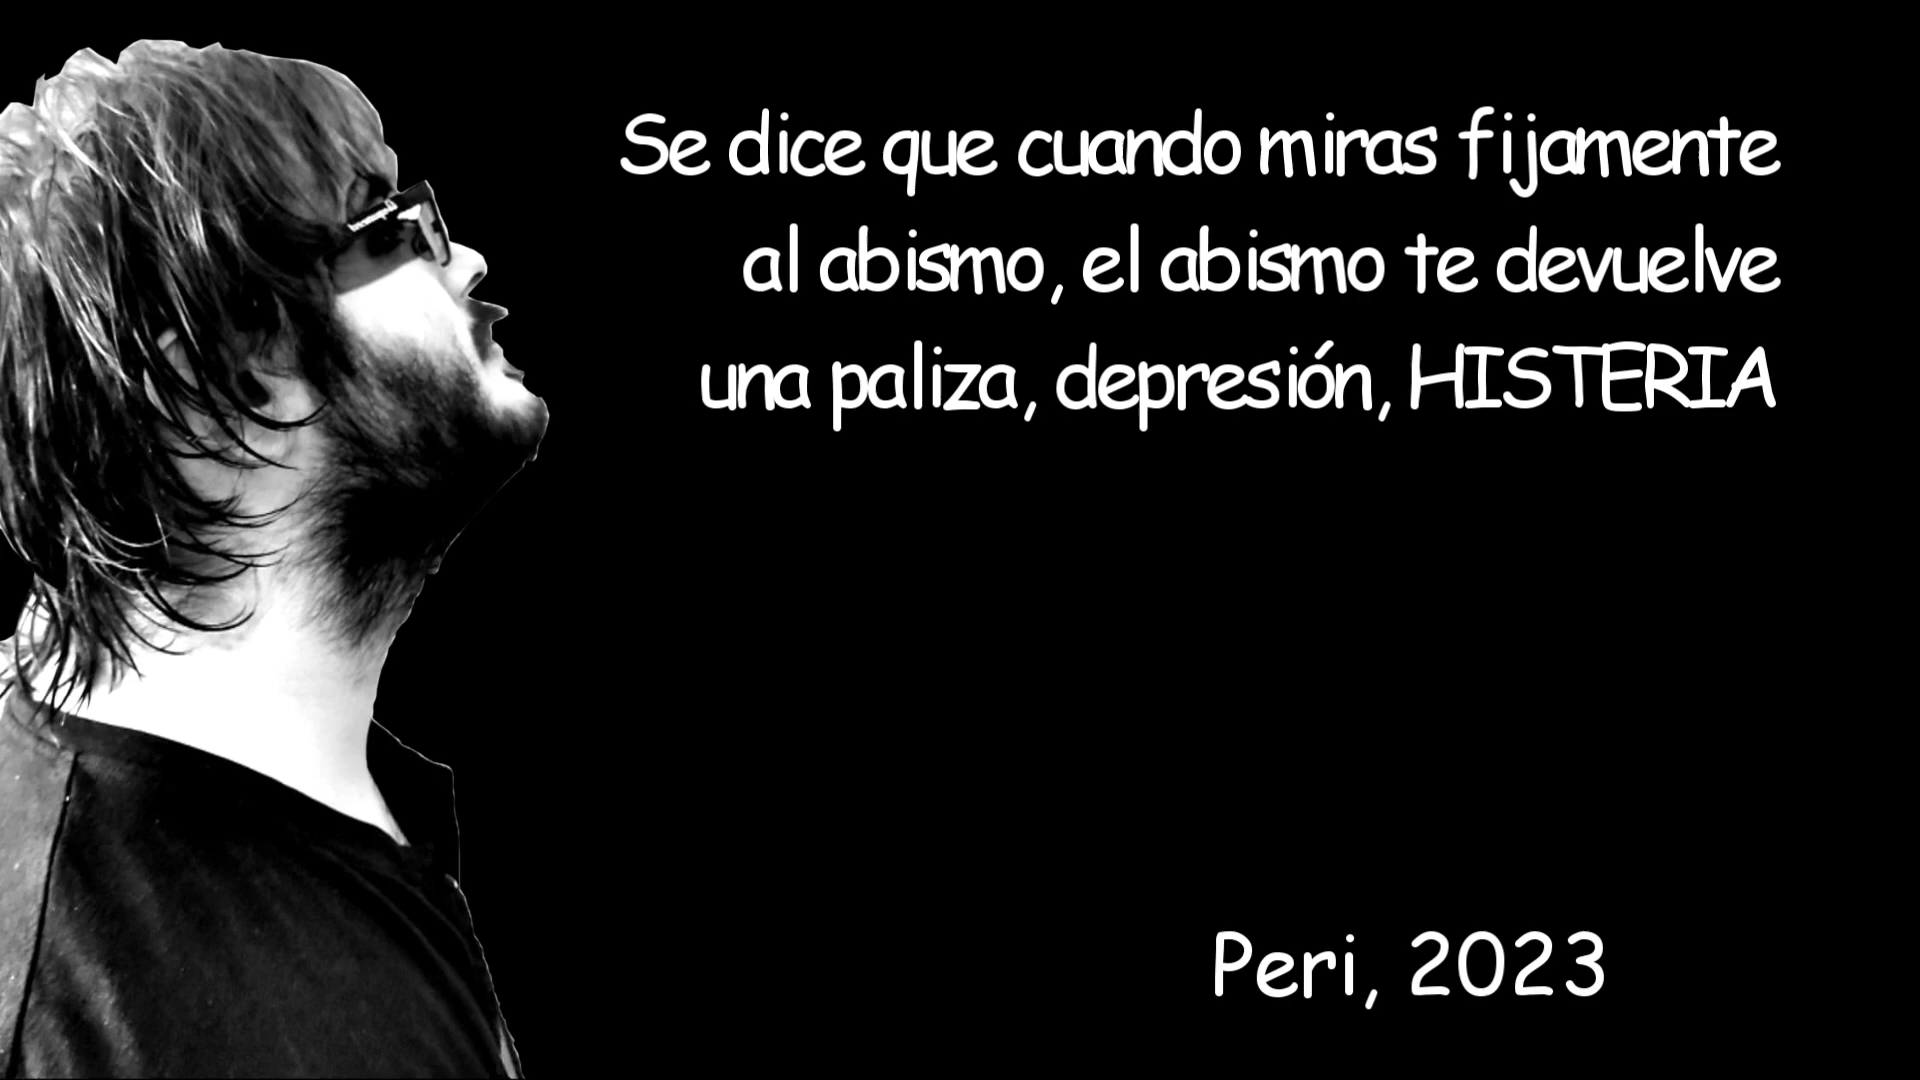 Se dice que cuando miras fijamente
al abismo, el abismo te devuelve
una paliza, depresión, HISTERIA
Peri, 2023